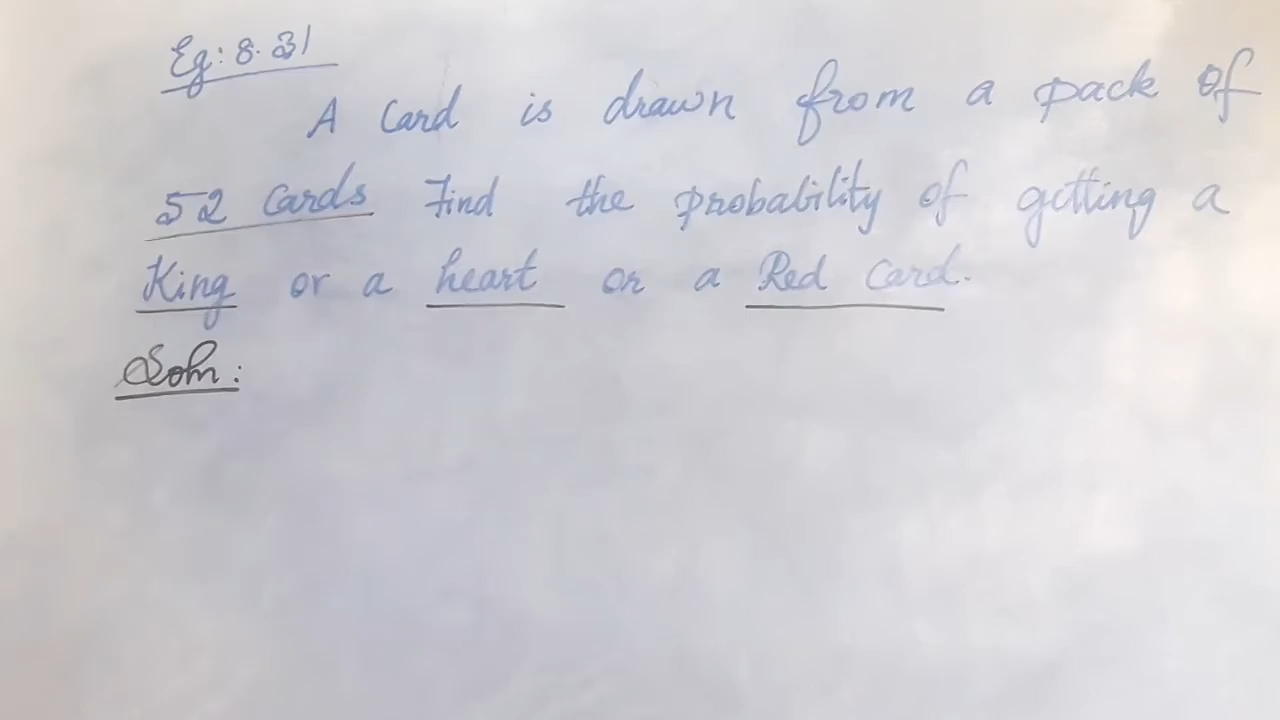 Eg: 8.31
A Card is drawn from a pack of
52 Cards Find the probability of getting a
King or a heart or a Red Card.
Soln: